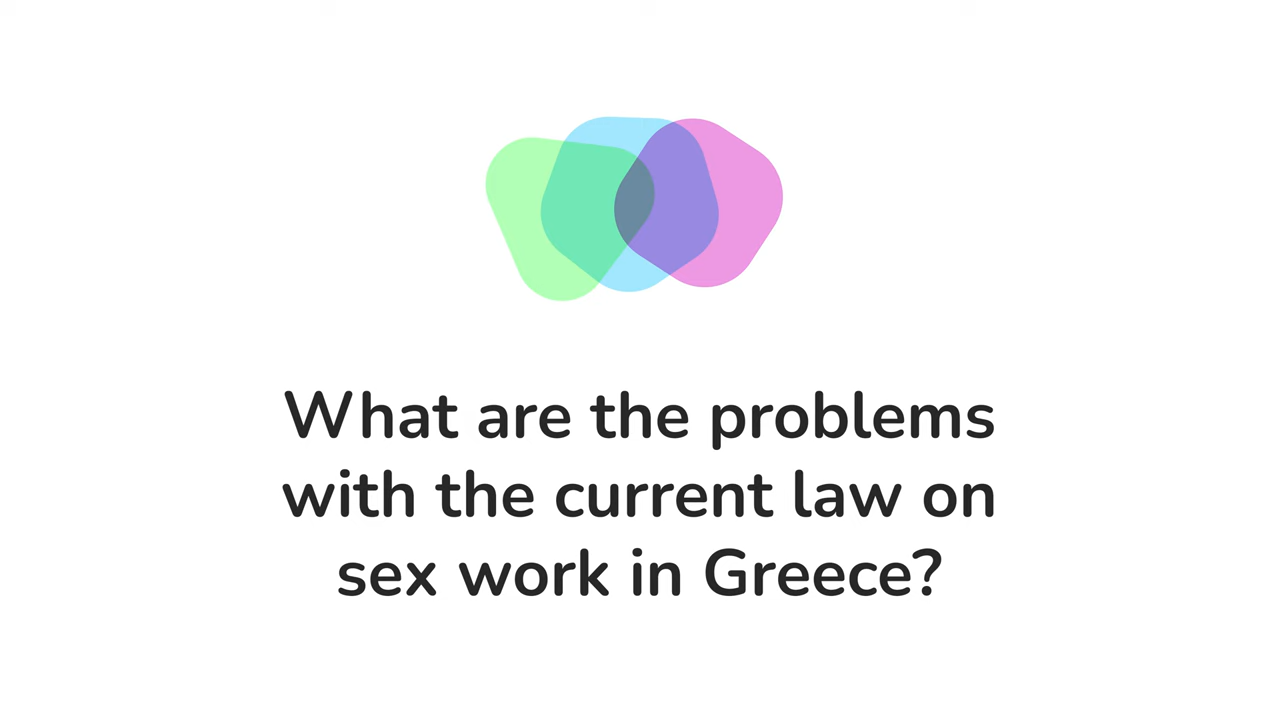 What are the problems
with the current law on
sex work in Greece?